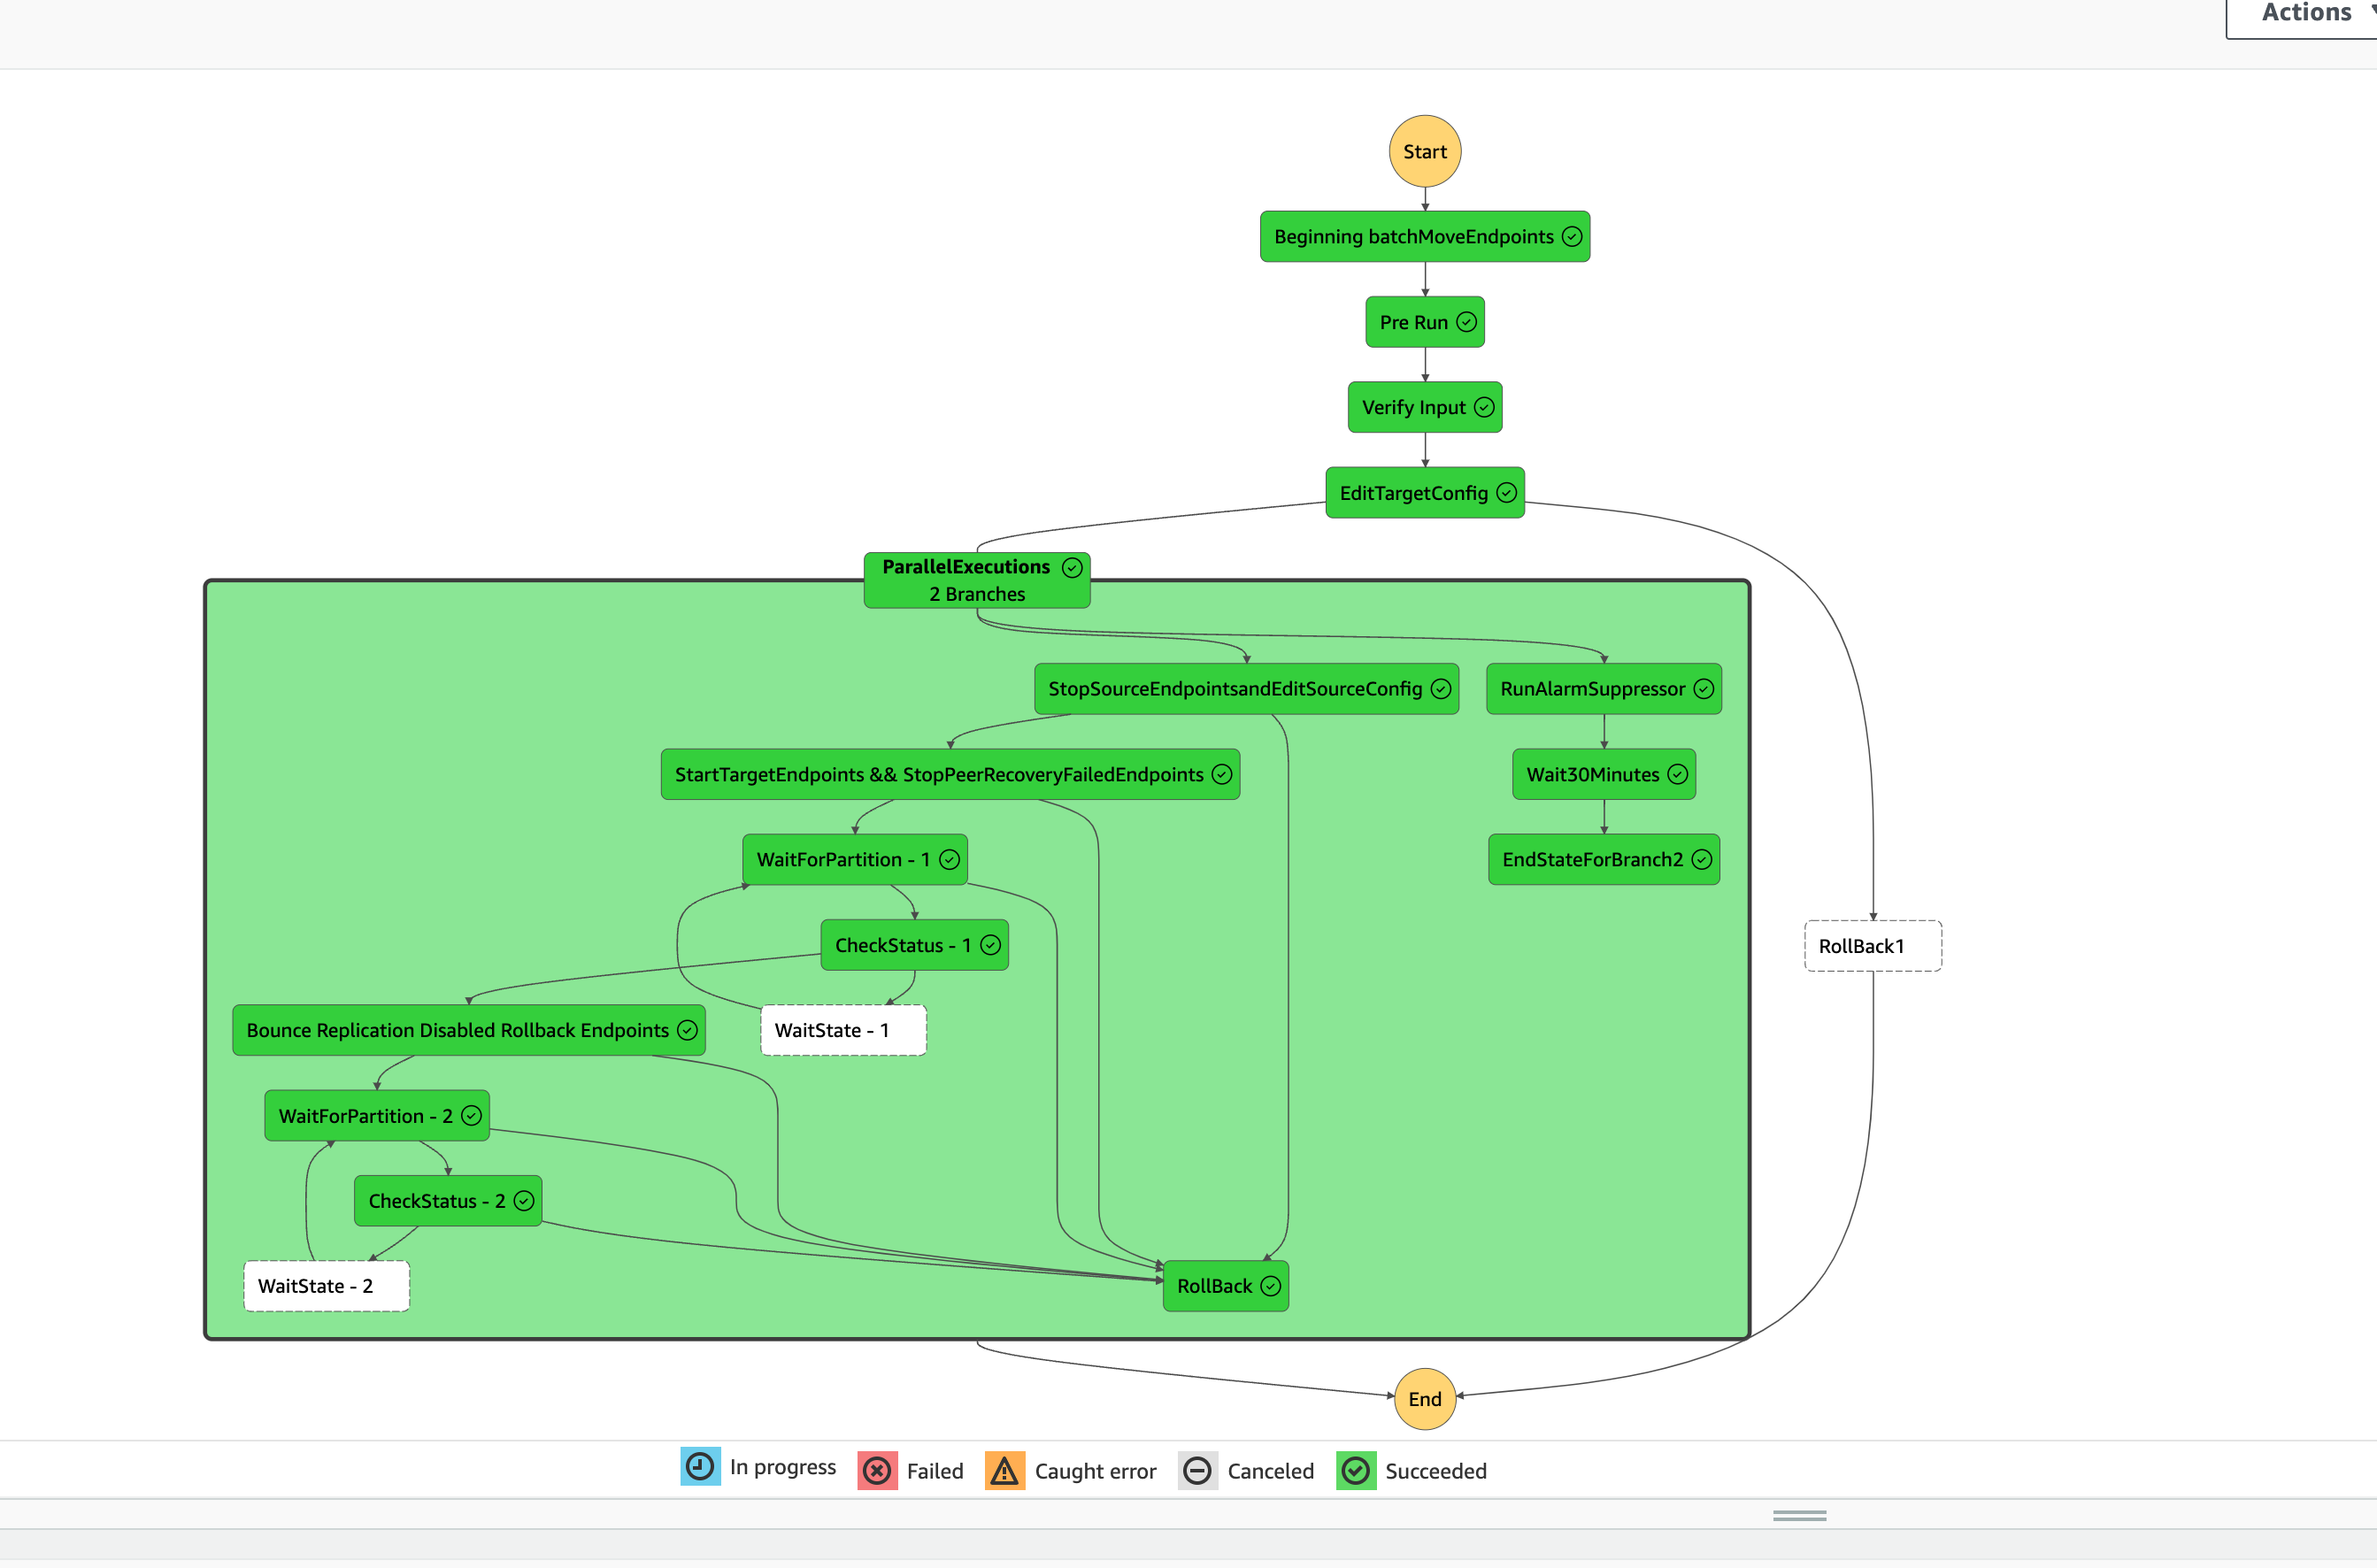 Actions
Start
Beginning batchMoveEndpoints
Pre Run
Verify Input
EditTargetConfig
ParallelExecutions
2 Branches
StopSourceEndpointsandEditSourceConfig
RunAlarmSuppressor
StartTargetEndpoints && StopPeerRecoveryFailedEndpoints
Wait30Minutes
WaitForPartition - 1
EndStateForBranch2
CheckStatus - 1
RollBack1
Bounce Replication Disabled Rollback Endpoints
WaitState - 1
WaitForPartition - 2
CheckStatus - 2
WaitState - 2
RollBack
End
In progress
Failed
Caught error
Canceled
Succeeded